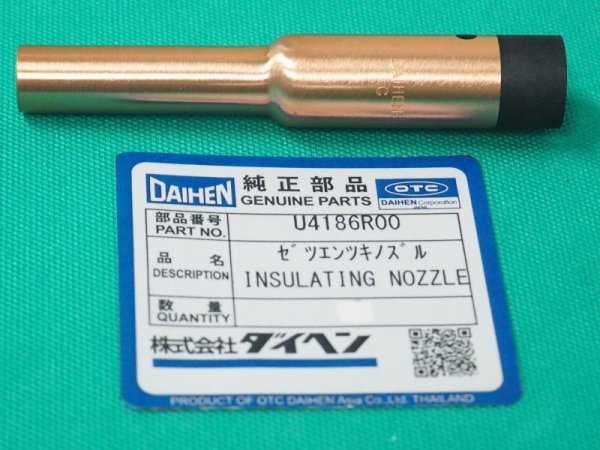 DAIHEN
C
DAIHEN 純正部品 OTC
GENUINE PARTS DAIHEN Corporation
JAPAN
部品番号 U4186R00
PART NO.
品名 ｾﾞﾂエンﾂｷﾉｽﾞﾙ
DESCRIPTION INSULATING NOZZLE
数量
QUANTITY
株式会社ダイヘン
PRODUCT OF OTC DAIHEN Asia Co.,Ltd. THAILAND